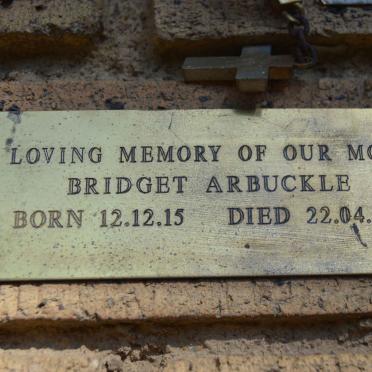 LOVING MEMORY OF OUR MO
BRIDGET ARBUCKLE
BORN 12.12.15 DIED 22.04.